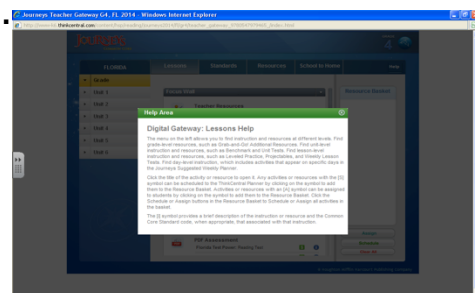 Journeys Teacher Gateway G4, FL 2014 - Windows Internet Explorer
journeys
4
FLORIDA
Lessons
Standards
Resources
School to Home
Help
Grade
Unit 1
Unit 2
Unit 3
Unit 4
Unit 5
Unit 6
Resource Basket
Teacher Resources
Help Area
Digital Gateway: Lessons Help
The menu on the left allows you to find instruction and resources at different levels. Find
grade-level resources, such as Grab-and-Go! Additional Resources. Find unit-level
instruction and resources, such as Benchmark and Unit Tests. Find lesson-level
instruction and resources, such as Leveled Practice, Projectables, and Weekly Lesson
Tests. Find day-level instruction, which includes activities that appear on specific days in
the Journeys Suggested Weekly Planner.
Click the title of the activity or resource to open it. Any activities or resources with the [S]
symbol can be scheduled to the ThinkCentral Planner by clicking on the symbol to add
them to the Resource Basket. Activities or resources with an [A] symbol can be assigned
to students by clicking on the symbol to add them to the Resource Basket. Click the
Schedule or Assign buttons in the Resource Basket to Schedule or Assign all activities in
the basket.
The [i] symbol provides a brief description of the instruction or resource and the Common
Core Standard code, when appropriate, that associated with that instruction.
PDF Assessment
Assign
Schedule